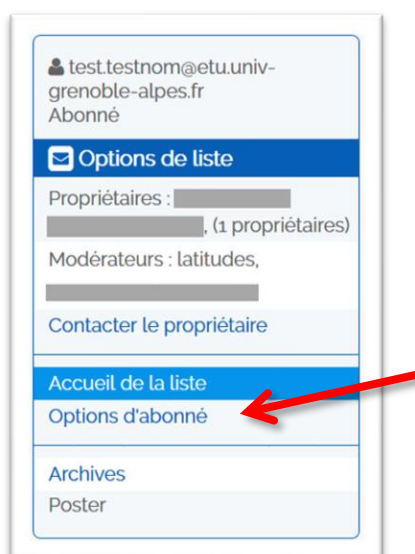 test.testnom@etu.univ-
grenoble-alpes.fr
Abonné
Options de liste
Propriétaires :
, (1 propriétaires)
Modérateurs : latitudes,
Contacter le propriétaire
Accueil de la liste
Options d'abonné
Archives
Poster